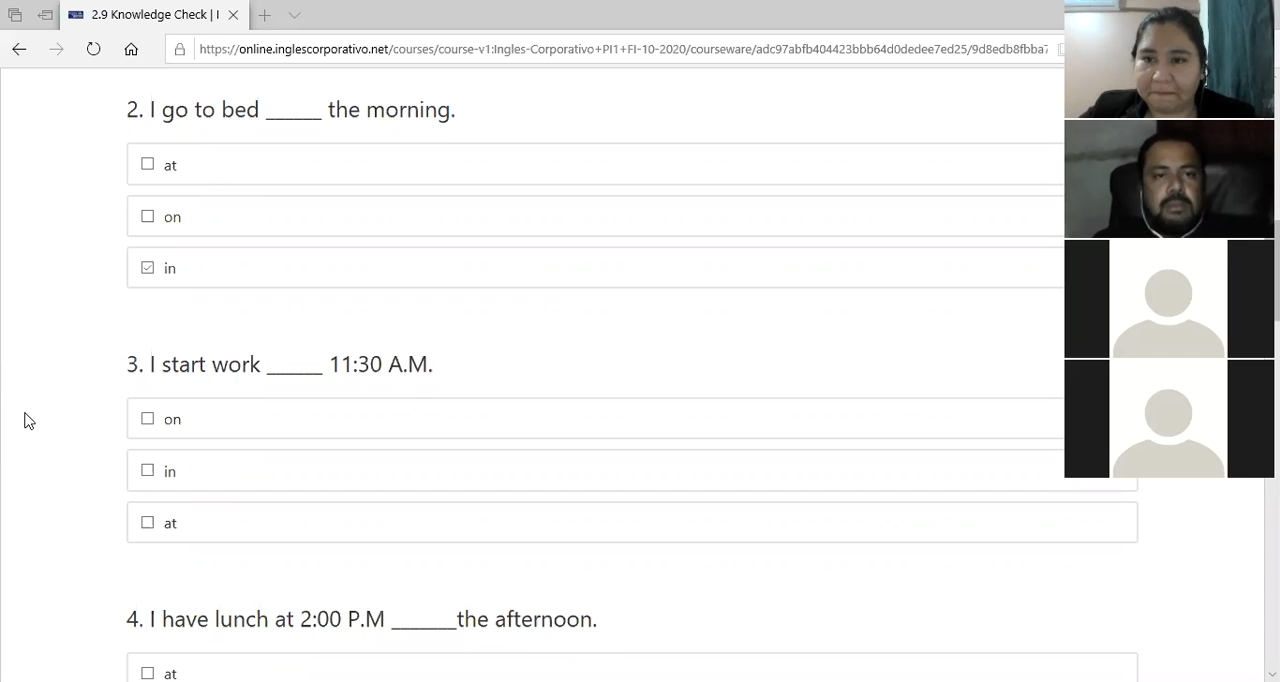 2.9 Knowledge Check | I
https://online.inglescorporativo.net/courses/course-v1:Ingles-Corporativo+PI1+FI-10-2020/courseware/adc97abfb404423bbb64d0dedee7ed25/9d8edb8fbba7
2. I go to bed ______ the morning.
at
on
in
3. I start work ______ 11:30 A.M.
on
in
at
4. I have lunch at 2:00 P.M _______the afternoon.
at